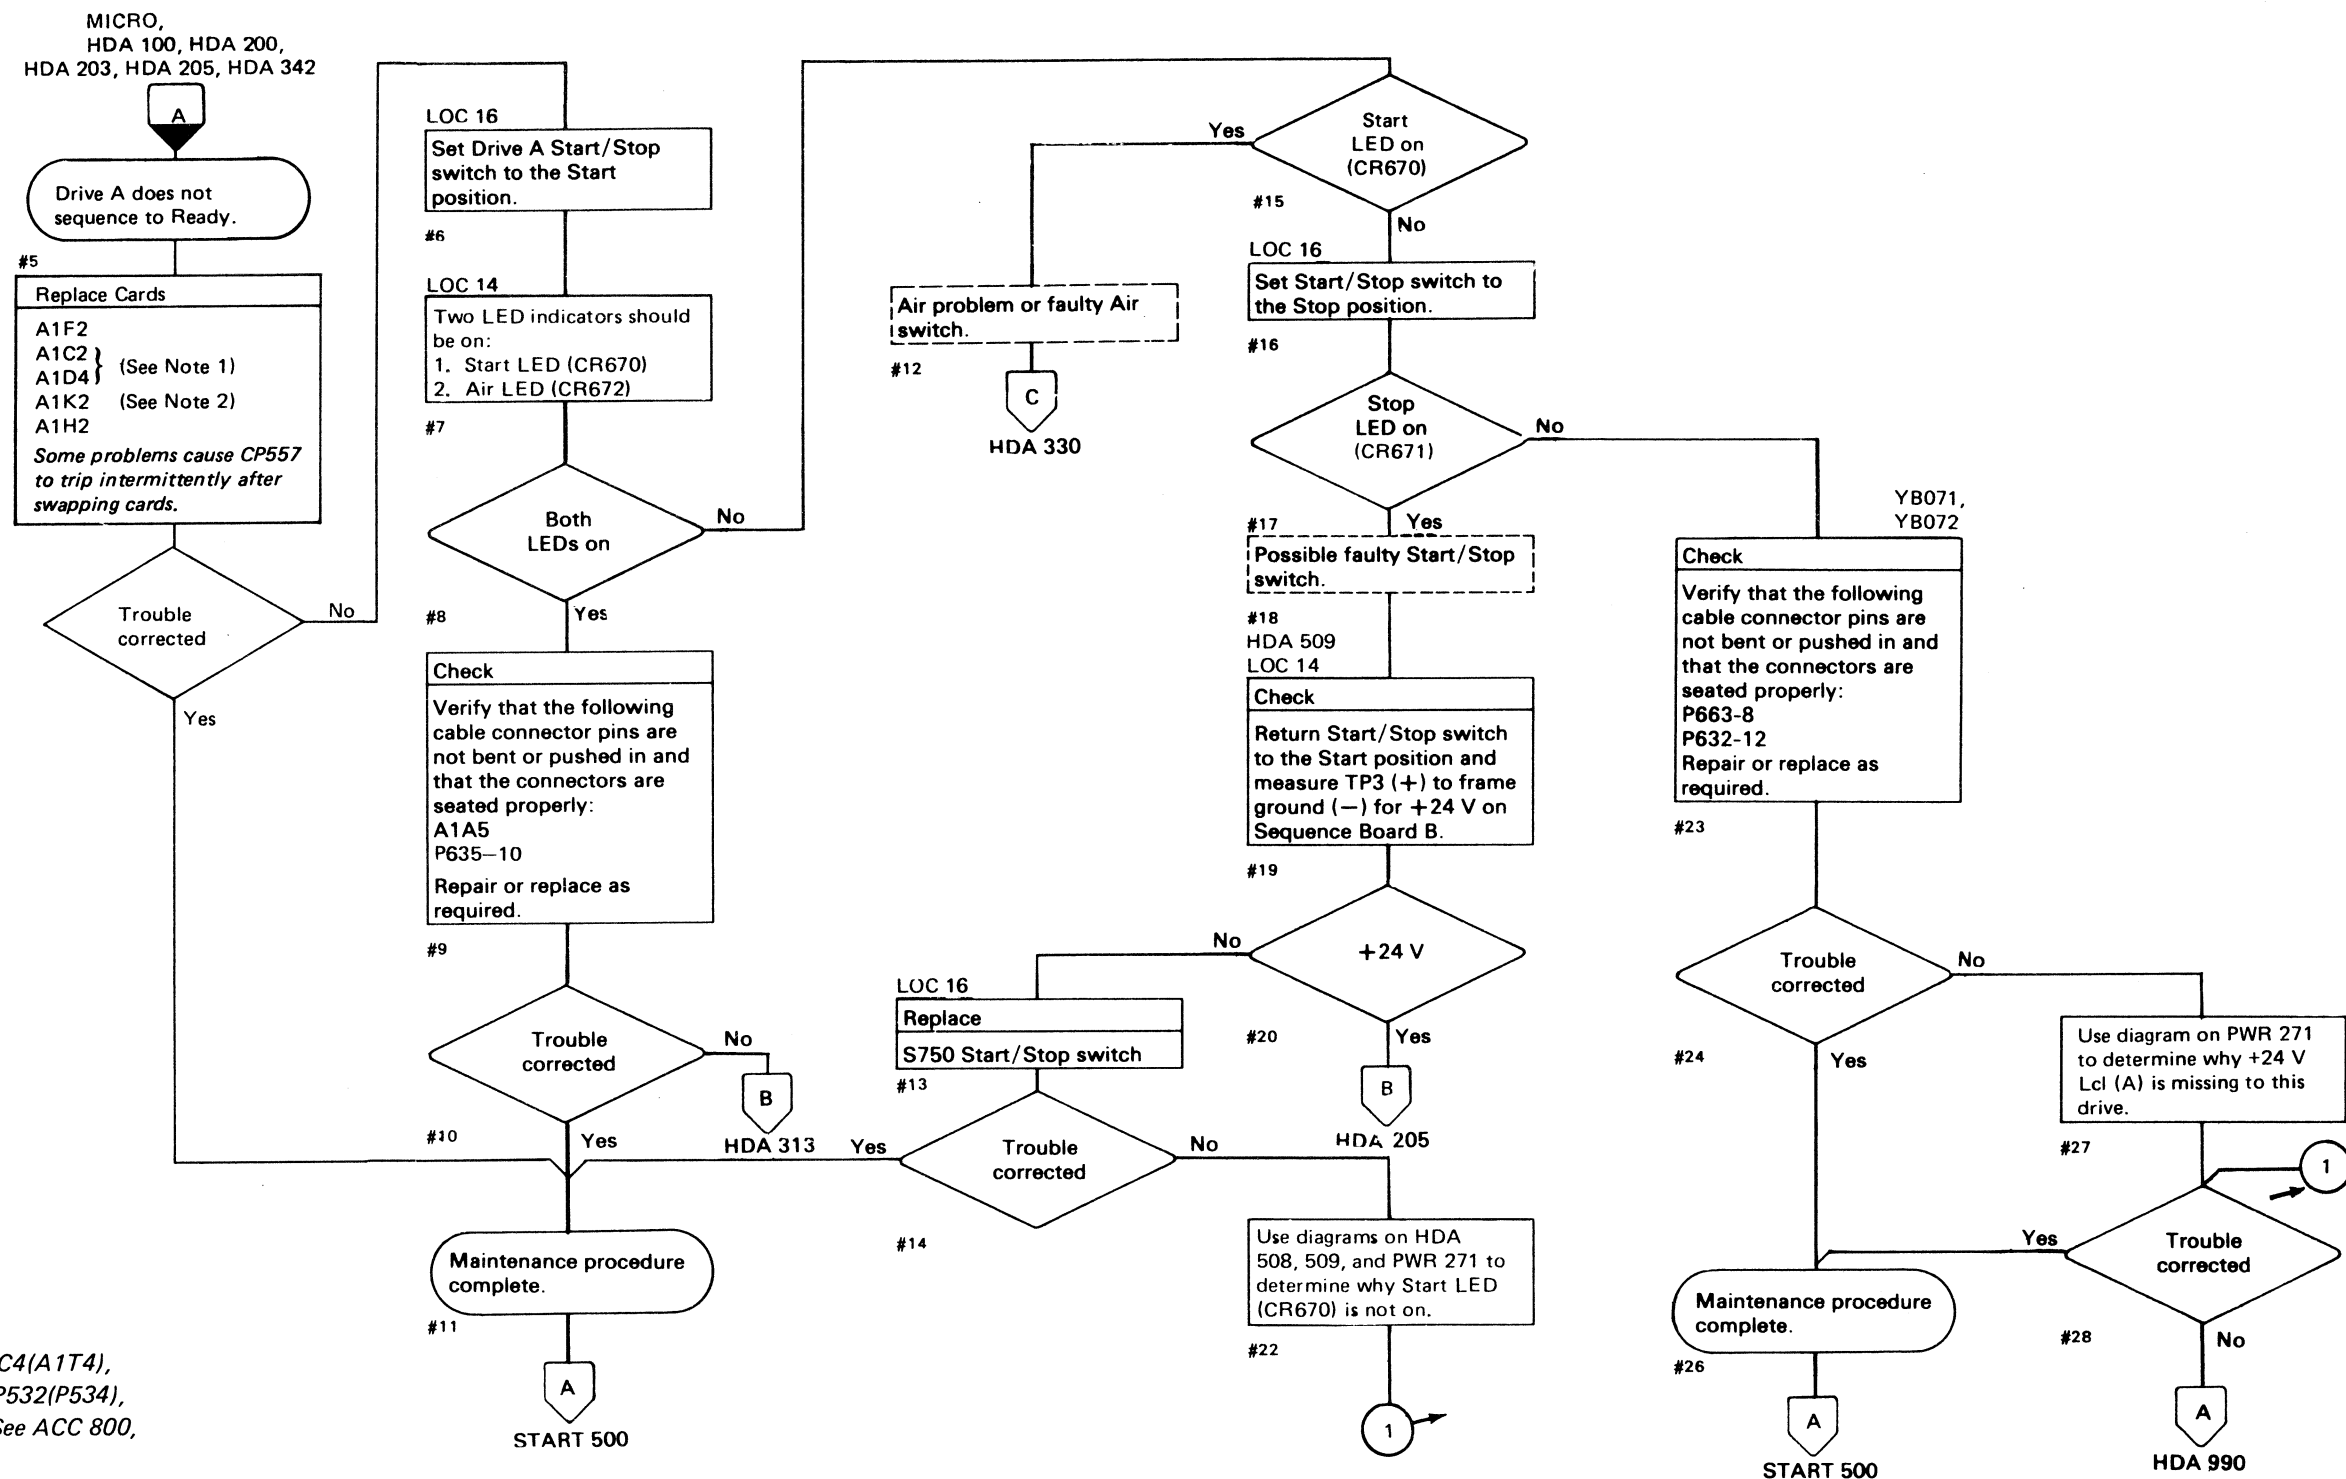 MICRO,
HDA 100, HDA 200,
HDA 203, HDA 205, HDA 342
A
Drive A does not
sequence to Ready.
#5
Replace Cards
A1F2
A1C2
A1D4
} (See Note 1)
A1K2 (See Note 2)
A1H2
Some problems cause CP557
to trip intermittently after
swapping cards.
Trouble
corrected
No
Yes
LOC 16
Set Drive A Start/Stop
switch to the Start
position.
#6
LOC 14
Two LED indicators should
be on:
1. Start LED (CR670)
2. Air LED (CR672)
#7
Both
LEDs on
No
#8
Yes
Check
Verify that the following
cable connector pins are
not bent or pushed in and
that the connectors are
seated properly:
A1A5
P635—10
Repair or replace as
required.
#9
Trouble
corrected
No
B
HDA 313
#10
Yes
Maintenance procedure
complete.
#11
A
START 500
Start
LED on
(CR670)
Yes
#15
No
Air problem or faulty Air
switch.
#12
C
HDA 330
LOC 16
Set Start/Stop switch to
the Stop position.
#16
Stop
LED on
(CR671)
No
#17
Yes
Possible faulty Start/Stop
switch.
#18
HDA 509
LOC 14
Check
Return Start/Stop switch
to the Start position and
measure TP3 (+) to frame
ground (—) for +24 V on
Sequence Board B.
#19
+24 V
No
#20
Yes
B
HDA 205
LOC 16
Replace
S750 Start/Stop switch
#13
Trouble
corrected
Yes
No
#14
Use diagrams on HDA
508, 509, and PWR 271 to
determine why Start LED
(CR670) is not on.
#22
1
YB071,
YB072
Check
Verify that the following
cable connector pins are
not bent or pushed in and
that the connectors are
seated properly:
P663-8
P632-12
Repair or replace as
required.
#23
Trouble
corrected
No
#24
Yes
Use diagram on PWR 271
to determine why +24 V
Lcl (A) is missing to this
drive.
#27
1
Trouble
corrected
Yes
#28
No
A
HDA 990
Maintenance procedure
complete.
#26
A
START 500
C4(A1T4),
P532(P534),
See ACC 800,